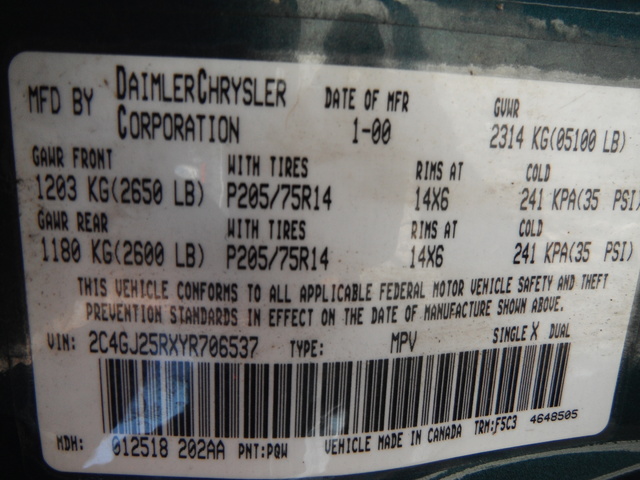 MFD BY DAIMLERCHRYSLER CORPORATION DATE OF MFR 1-00 GVWR 2314 KG(05100 LB)
GAWR FRONT WITH TIRES RIMS AT COLD
1203 KG(2650 LB) P205/75R14 14X6 241 KPA(35 PSI)
GAWR REAR WITH TIRES RIMS AT COLD
1180 KG(2600 LB) P205/75R14 14X6 241 KPA(35 PSI)
THIS VEHICLE CONFORMS TO ALL APPLICABLE FEDERAL MOTOR VEHICLE SAFETY AND THEFT
PREVENTION STANDARDS IN EFFECT ON THE DATE OF MANUFACTURE SHOWN ABOVE.
VIN: 2C4GJ25RXYR706537 TYPE: MPV SINGLE X DUAL
MDH: 012518 202AA PNT:PQW VEHICLE MADE IN CANADA TRM:F5C3 4648505